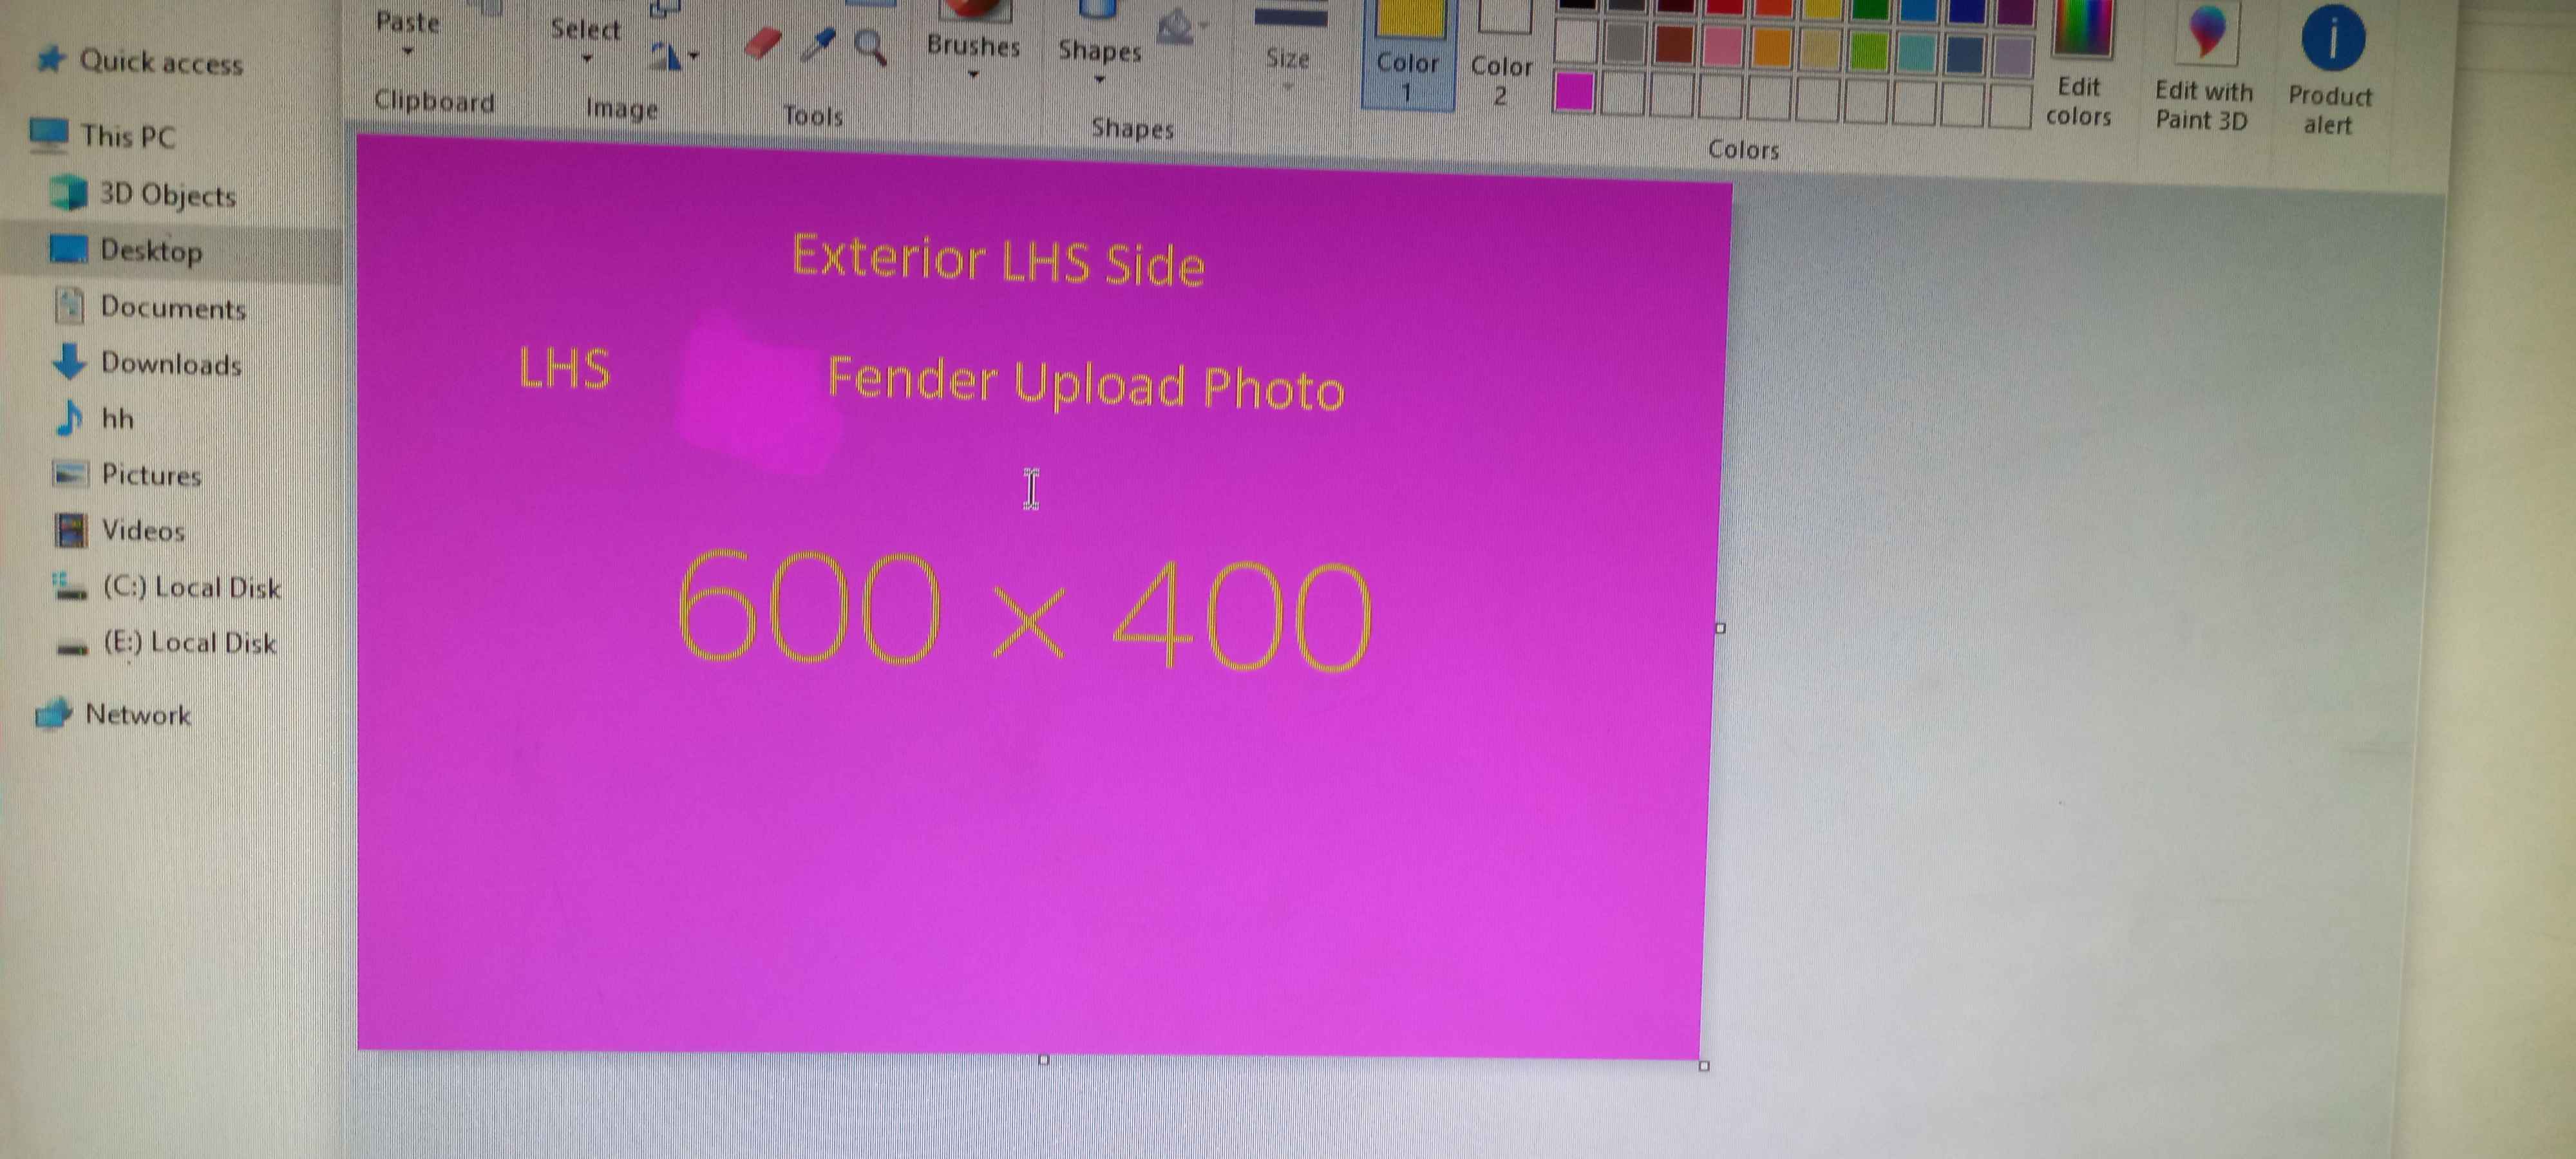 Paste
Select
Brushes
Shapes
Size
Color
1
Color
2
Edit
colors
Edit with
Paint 3D
Product
alert
Clipboard
Image
Tools
Shapes
Colors
Quick access
This PC
3D Objects
Desktop
Documents
Downloads
hh
Pictures
Videos
(C:) Local Disk
(E:) Local Disk
Network
Exterior LHS Side
LHS Fender Upload Photo
600 × 400